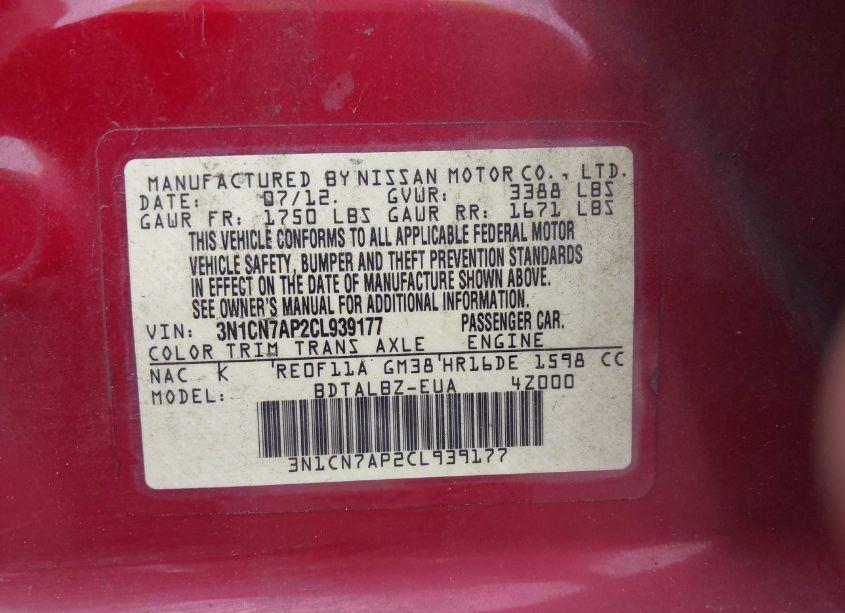 MANUFACTURED BY NISSAN MOTOR CO., LTD.
DATE: 07/12. GVWR: 3388 LBS
GAWR FR: 1750 LBS GAWR RR: 1671 LBS
THIS VEHICLE CONFORMS TO ALL APPLICABLE FEDERAL MOTOR
VEHICLE SAFETY, BUMPER AND THEFT PREVENTION STANDARDS
IN EFFECT ON THE DATE OF MANUFACTURE SHOWN ABOVE.
SEE OWNER'S MANUAL FOR ADDITIONAL INFORMATION.
VIN: 3N1CN7AP2CL939177 PASSENGER CAR.
COLOR TRIM TRANS AXLE ENGINE
NAC K 'RE0F11A GM38'HR16DE 1598 CC
MODEL: BDTALBZ-EUA 4Z000
3N1CN7AP2CL939177